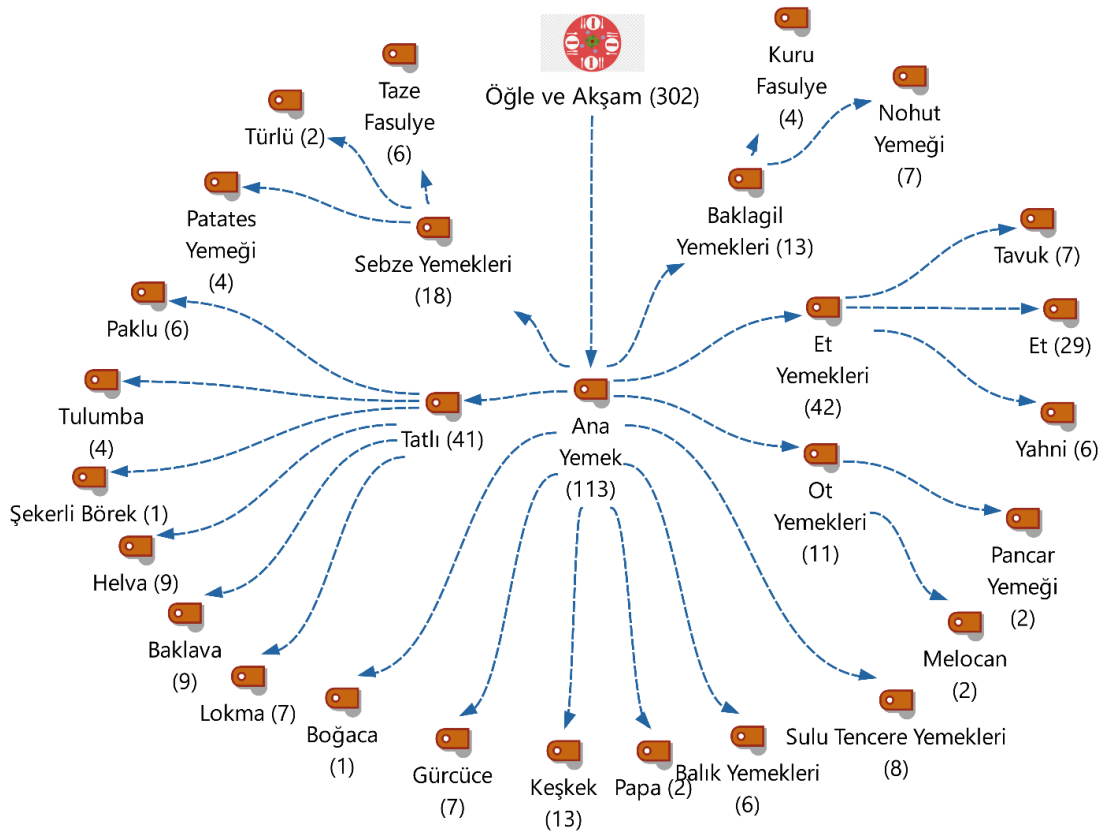 Öğle ve Akşam (302)
Kuru
Fasulye
(4)
Nohut
Yemeği
(7)
Taze
Fasulye
(6)
Türlü (2)
Patates
Yemeği
(4)
Sebze Yemekleri
(18)
Baklagil
Yemekleri (13)
Tavuk (7)
Et (29)
Et
Yemekleri
(42)
Yahni (6)
Paklu (6)
Tulumba
(4)
Tatlı (41)
Şekerli Börek (1)
Helva (9)
Baklava
(9)
Lokma (7)
Ana
Yemek
(113)
Ot
Yemekleri
(11)
Pancar
Yemeği
(2)
Melocan
(2)
Boğaca
(1)
Gürcüce
(7)
Keşkek
(13)
Papa (2)
Balık Yemekleri
(6)
Sulu Tencere Yemekleri
(8)